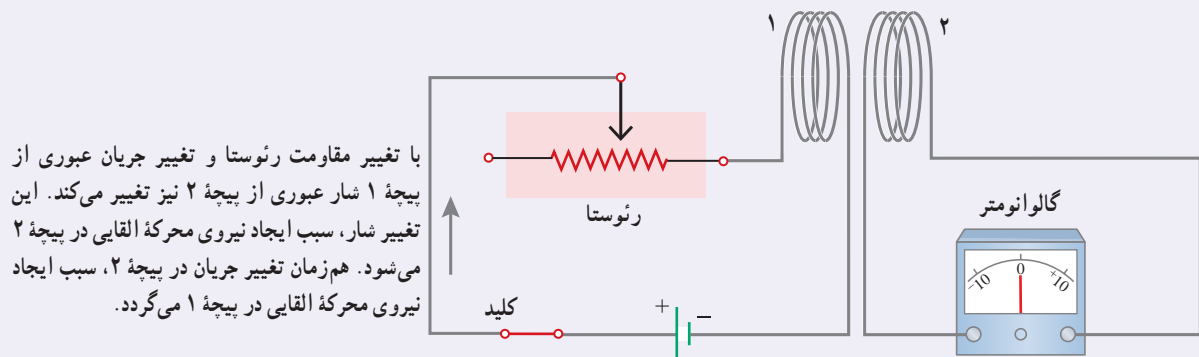 ۱
۲
با تغییر مقاومت رئوستا و تغییر جریان عبوری از
پیچهٔ ۱ شار عبوری از پیچهٔ ۲ نیز تغییر می‌کند. این
تغییر شار، سبب ایجاد نیروی محرکهٔ القایی در پیچهٔ ۲
می‌شود. هم‌زمان تغییر جریان در پیچهٔ ۲، سبب ایجاد
نیروی محرکهٔ القایی در پیچهٔ ۱ می‌گردد.
رئوستا
گالوانومتر
-10 0 +10
کلید
+ −